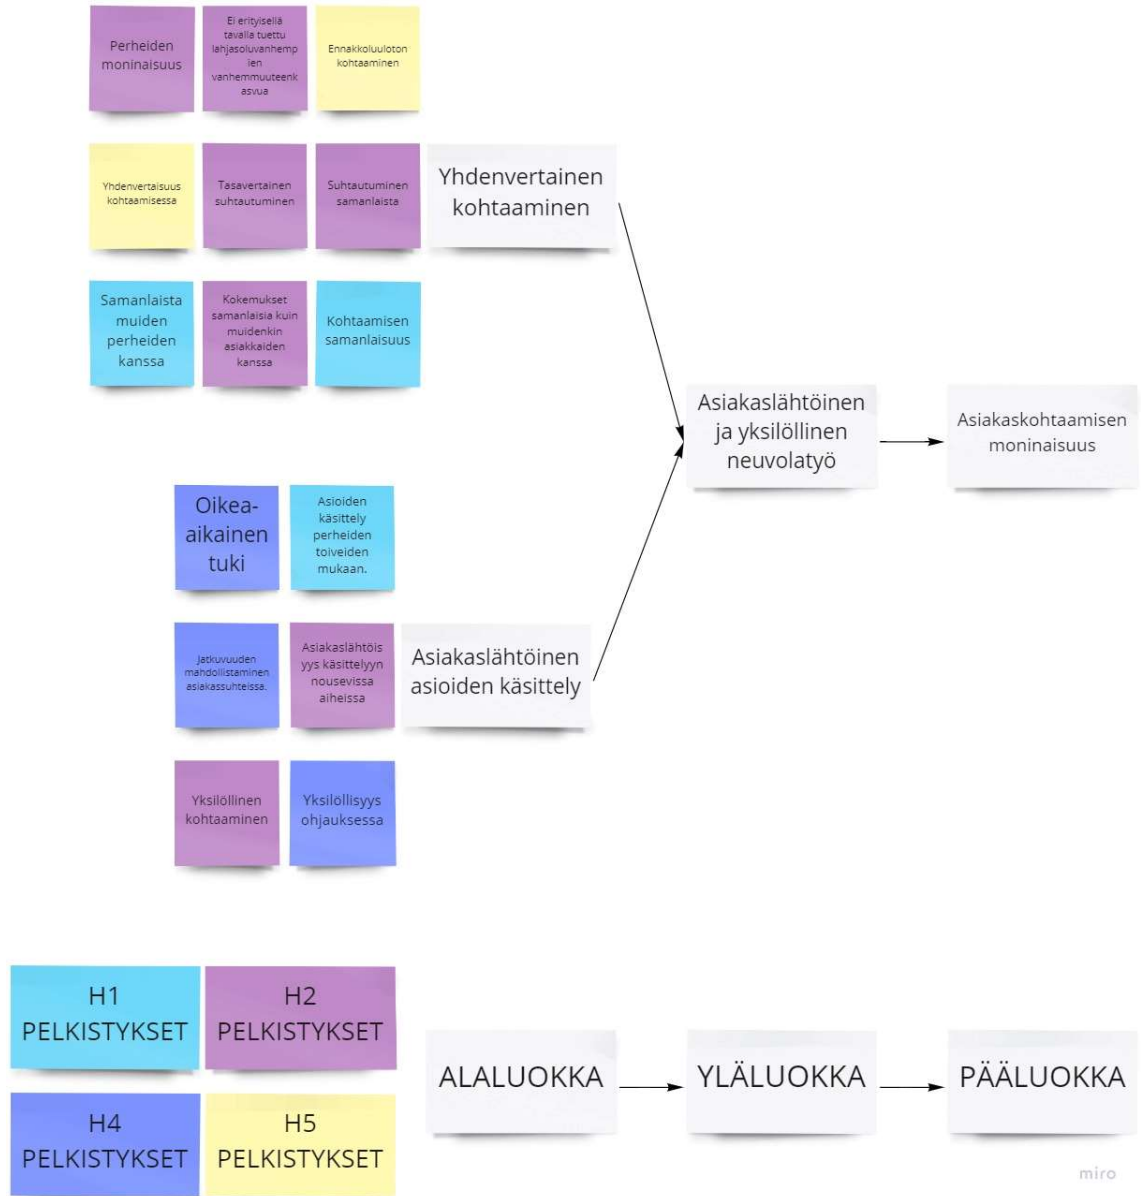 Perheiden
moninaisuus
Ei erityisellä
tavalla tuettu
lahjasoluvanhemp
ien
vanhemmuuteenk
asvua
Ennakkoluuloton
kohtaaminen
Yhdenvertaisuus
kohtaamisessa
Tasavertainen
suhtautuminen
Suhtautuminen
samanlaista
Yhdenvertainen
kohtaaminen
Samanlaista
muiden
perheiden
kanssa
Kokemukset
samanlaisia kuin
muidenkin
asiakkaiden
kanssa
Kohtaamisen
samanlaisuus
Asiakaslähtöinen
ja yksilöllinen
neuvolatyö
Asiakaskohtaamisen
moninaisuus
Oikea-
aikainen
tuki
Asioiden
käsittely
perheiden
toiveiden
mukaan.
Jatkuvuuden
mahdollistaminen
asiakassuhteissa.
Asiakaslähtöis
yys käsittelyyn
nousevissa
aiheissa
Asiakaslähtöinen
asioiden käsittely
Yksilöllinen
kohtaaminen
Yksilöllisyys
ohjauksessa
H1
PELKISTYKSET
H2
PELKISTYKSET
H4
PELKISTYKSET
H5
PELKISTYKSET
ALALUOKKA
YLÄLUOKKA
PÄÄLUOKKA
miro